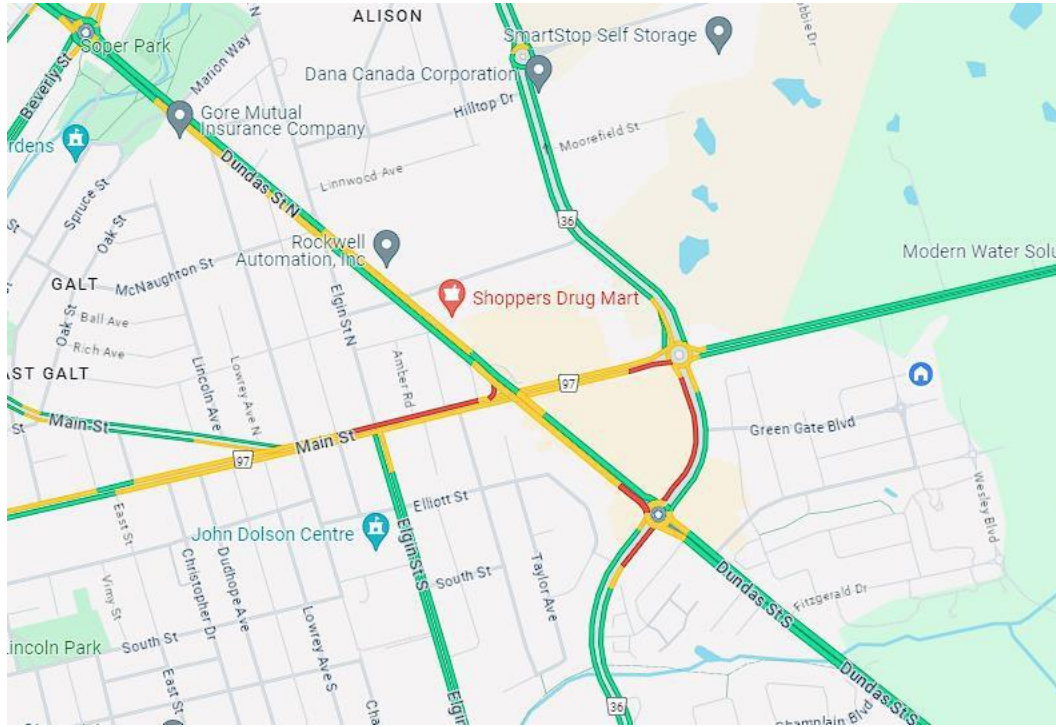 ALISON
Soper Park
SmartStop Self Storage
Marion Way
Beverly St
Dana Canada Corporation
Hilltop Dr
Gore Mutual
Insurance Company
Moorefield St
Dundas St N
Linnwood Ave
Spruce St
Oak St
36
Rockwell
Automation, Inc
McNaughton St
Modern Water Solu
GALT
Elgin St N
Shoppers Drug Mart
Ball Ave
Oak St
Rich Ave
Amber Rd
AST GALT
Lincoln Ave
Lowrey Ave N
97
Main St
Main St
97
Green Gate Blvd
Elliott St
Wesley Blvd
East St
John Dolson Centre
Elgin St S
Christopher Dr
Dudhope Ave
Taylor Ave
South St
Dundas St S
Fitzgerald Dr
Vimy St
South St
Lowrey Ave S
incoln Park
East St
Dundas St S
36
Champlain Blvd